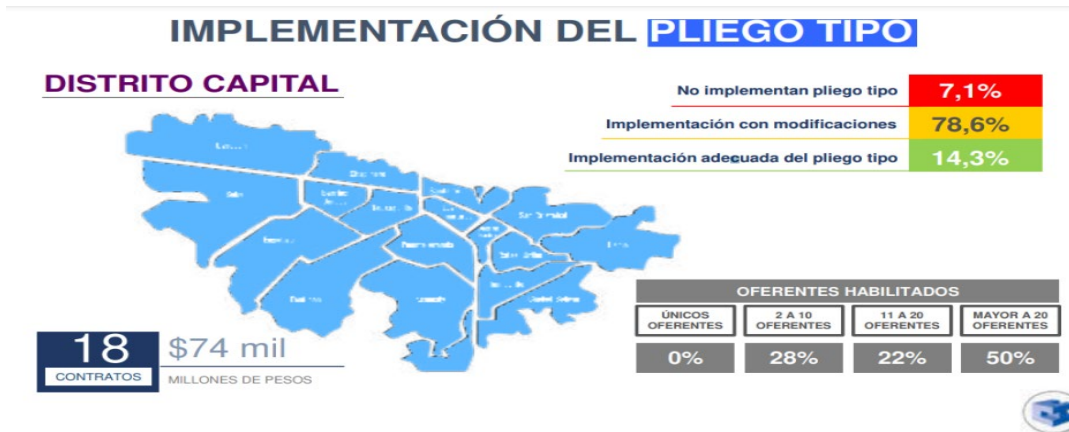 IMPLEMENTACIÓN DEL PLIEGO TIPO
DISTRITO CAPITAL
No implementan pliego tipo 7,1%
Implementación con modificaciones 78,6%
Implementación adecuada del pliego tipo 14,3%
OFERENTES HABILITADOS
ÚNICOS OFERENTES
2 A 10 OFERENTES
11 A 20 OFERENTES
MAYOR A 20 OFERENTES
0% 28% 22% 50%
18
CONTRATOS
$74 mil
MILLONES DE PESOS